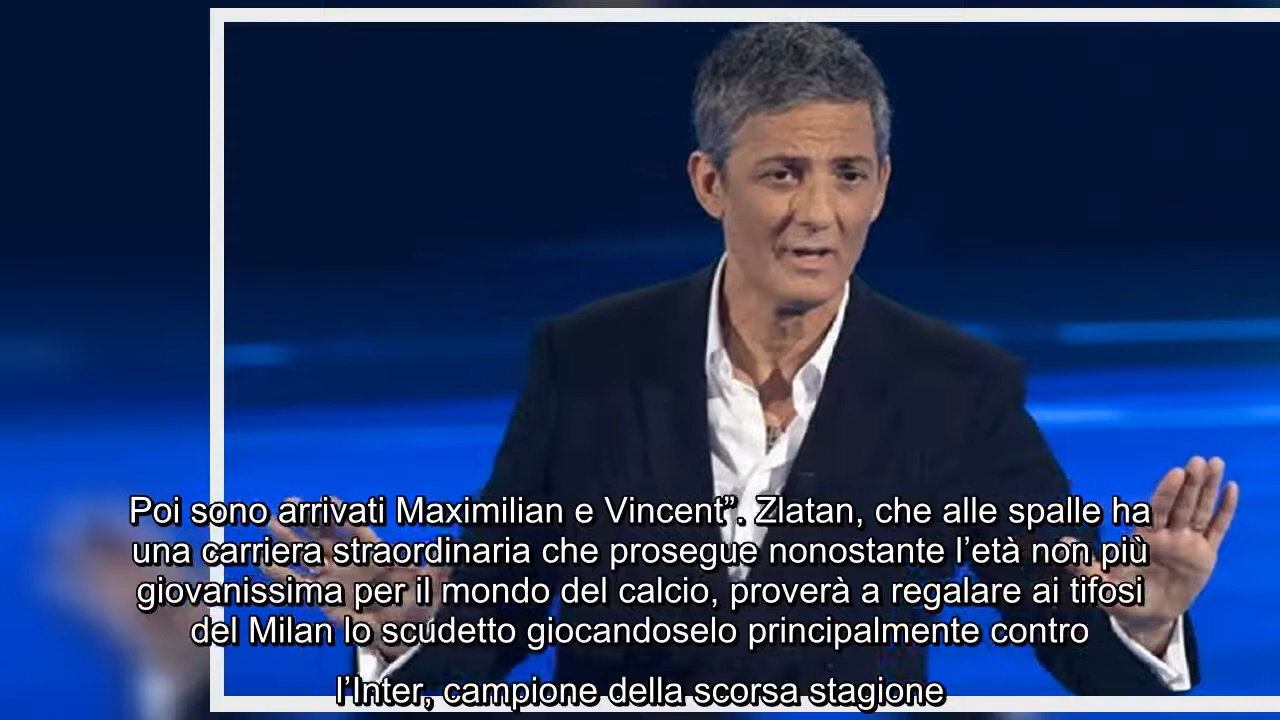 Poi sono arrivati Maximilian e Vincent”. Zlatan, che alle spalle ha
una carriera straordinaria che prosegue nonostante l’età non più
giovanissima per il mondo del calcio, proverà a regalare ai tifosi
del Milan lo scudetto giocandoselo principalmente contro
l’Inter, campione della scorsa stagione